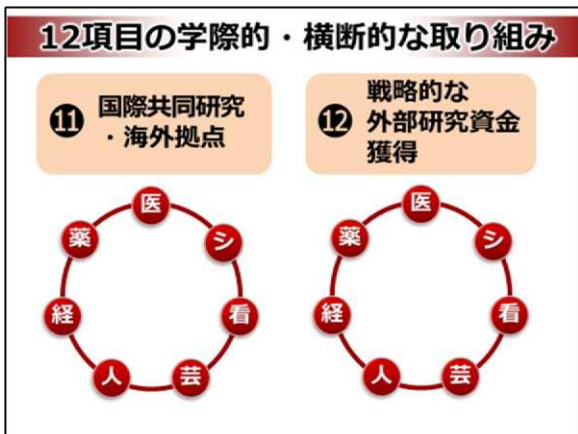 12項目の学際的・横断的な取り組み
⓫ 国際共同研究
・海外拠点
⓬ 戦略的な
外部研究資金
獲得
医
シ
看
芸
人
経
薬
医
シ
看
芸
人
経
薬